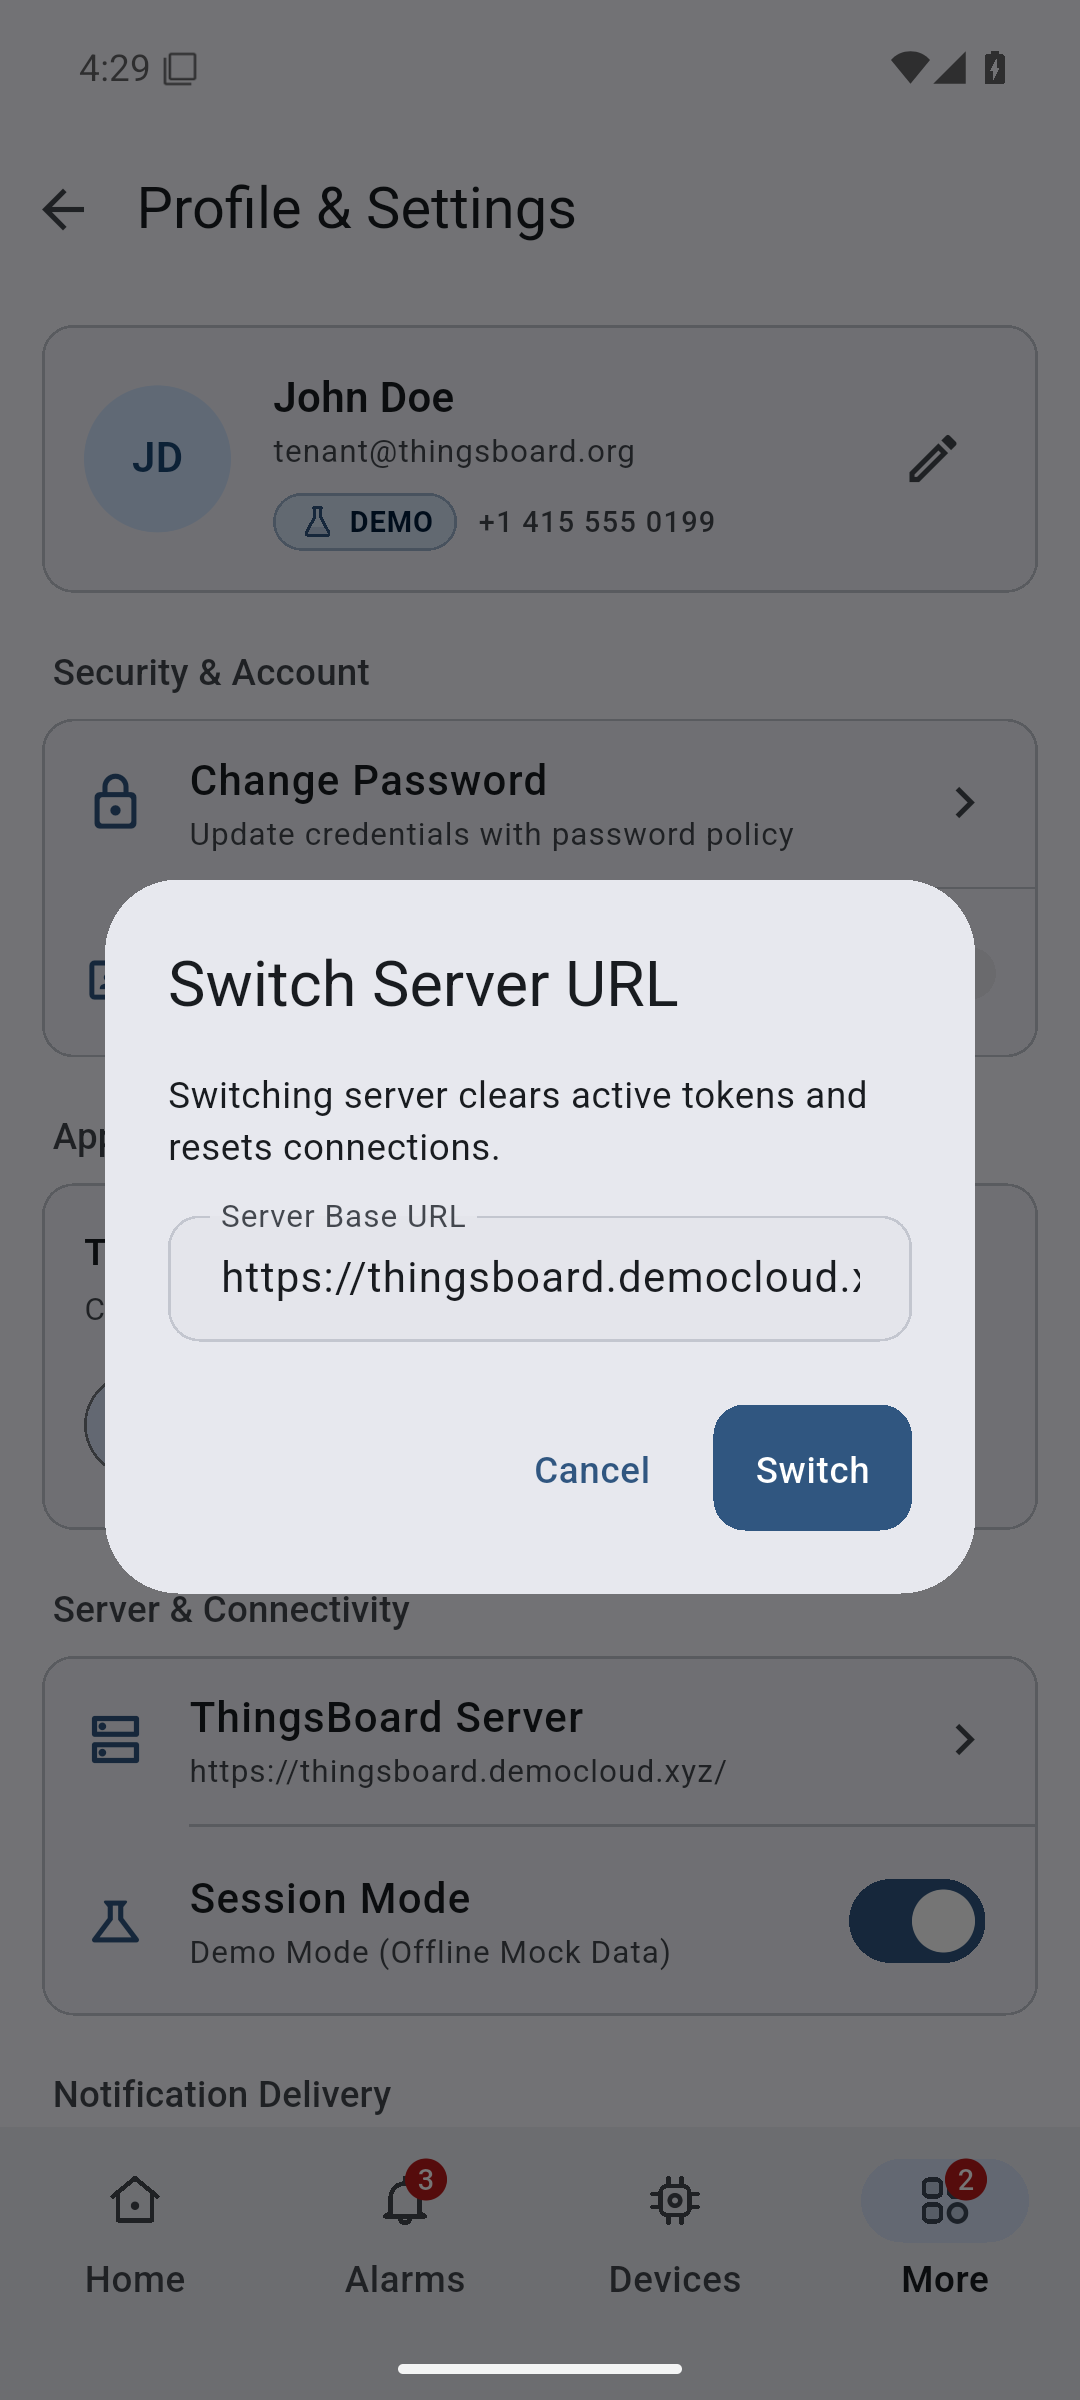 4:29
Profile & Settings
JD
John Doe
tenant@thingsboard.org
DEMO
+1 415 555 0199
Security & Account
Change Password
Update credentials with password policy
Switch Server URL
Switching server clears active tokens and
resets connections.
Server Base URL
https://thingsboard.democloud.x
Cancel
Switch
App
T
C
Server & Connectivity
ThingsBoard Server
https://thingsboard.democloud.xyz/
Session Mode
Demo Mode (Offline Mock Data)
Notification Delivery
3
2
Home
Alarms
Devices
More